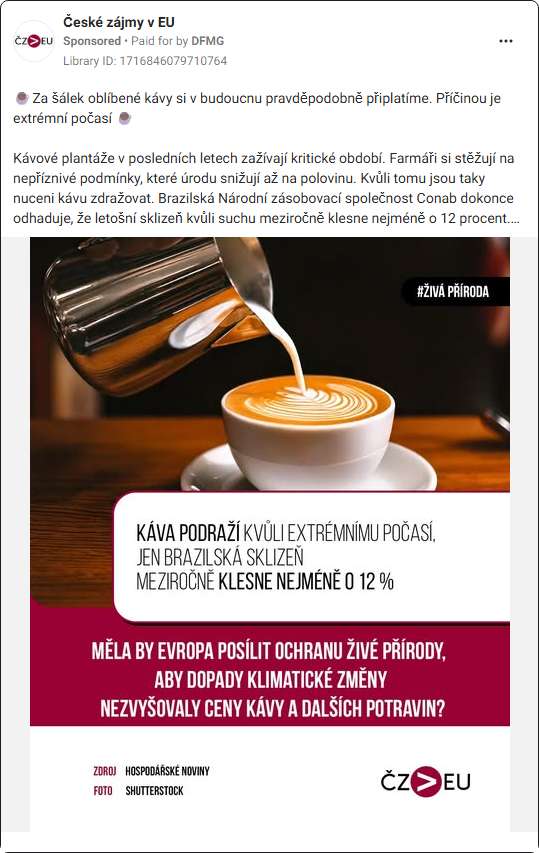 České zájmy v EU
Sponsored • Paid for by DFMG
Library ID: 1716846079710764
ČZ>EU
Za šálek oblíbené kávy si v budoucnu pravděpodobně připlatíme. Příčinou je
extrémní počasí
Kávové plantáže v posledních letech zažívají kritické období. Farmáři si stěžují na
nepříznivé podmínky, které úrodu snižují až na polovinu. Kvůli tomu jsou taky
nuceni kávu zdražovat. Brazilská Národní zásobovací společnost Conab dokonce
odhaduje, že letošní sklizeň kvůli suchu meziročně klesne nejméně o 12 procent....
#ŽIVÁ PŘÍRODA
KÁVA PODRAŽÍ KVŮLI EXTRÉMNÍMU POČASÍ,
JEN BRAZILSKÁ SKLIZEŇ
MEZIROČNĚ KLESNE NEJMÉNĚ O 12 %
MĚLA BY EVROPA POSÍLIT OCHRANU ŽIVÉ PŘÍRODY,
ABY DOPADY KLIMATICKÉ ZMĚNY
NEZVYŠOVALY CENY KÁVY A DALŠÍCH POTRAVIN?
ZDROJ HOSPODÁŘSKÉ NOVINY
FOTO SHUTTERSTOCK
ČZ>EU